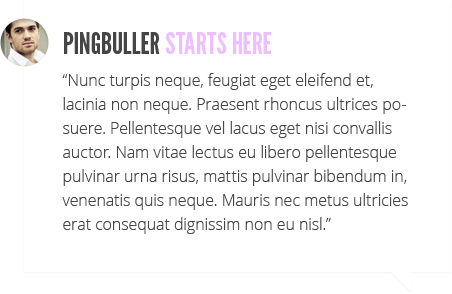 PINGBULLER STARTS HERE
“Nunc turpis neque, feugiat eget eleifend et,
lacinia non neque. Praesent rhoncus ultrices po-
suere. Pellentesque vel lacus eget nisi convallis
auctor. Nam vitae lectus eu libero pellentesque
pulvinar urna risus, mattis pulvinar bibendum in,
venenatis quis neque. Mauris nec metus ultricies
erat consequat dignissim non eu nisl.”